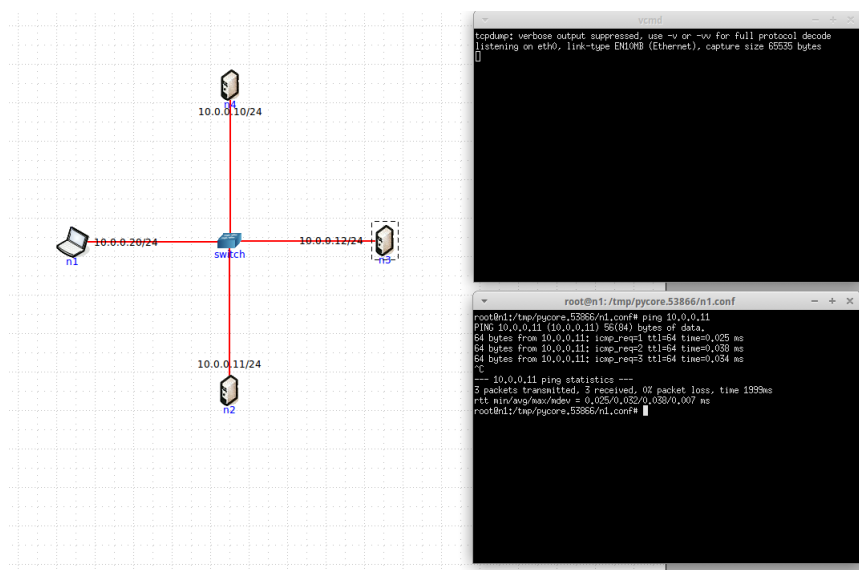 n4
10.0.0.10/24
10.0.0.20/24
n1
switch
10.0.0.12/24
n3
10.0.0.11/24
n2
vcmd
tcpdump: verbose output suppressed, use -v or -vv for full protocol decode
listening on eth0, link-type EN10MB (Ethernet), capture size 65535 bytes
root@n1: /tmp/pycore.53866/n1.conf
root@n1:/tmp/pycore.53866/n1.conf# ping 10.0.0.11
PING 10.0.0.11 (10.0.0.11) 56(84) bytes of data.
64 bytes from 10.0.0.11: icmp_req=1 ttl=64 time=0.025 ms
64 bytes from 10.0.0.11: icmp_req=2 ttl=64 time=0.038 ms
64 bytes from 10.0.0.11: icmp_req=3 ttl=64 time=0.034 ms
^C
--- 10.0.0.11 ping statistics ---
3 packets transmitted, 3 received, 0% packet loss, time 1999ms
rtt min/avg/max/mdev = 0.025/0.032/0.038/0.007 ms
root@n1:/tmp/pycore.53866/n1.conf#